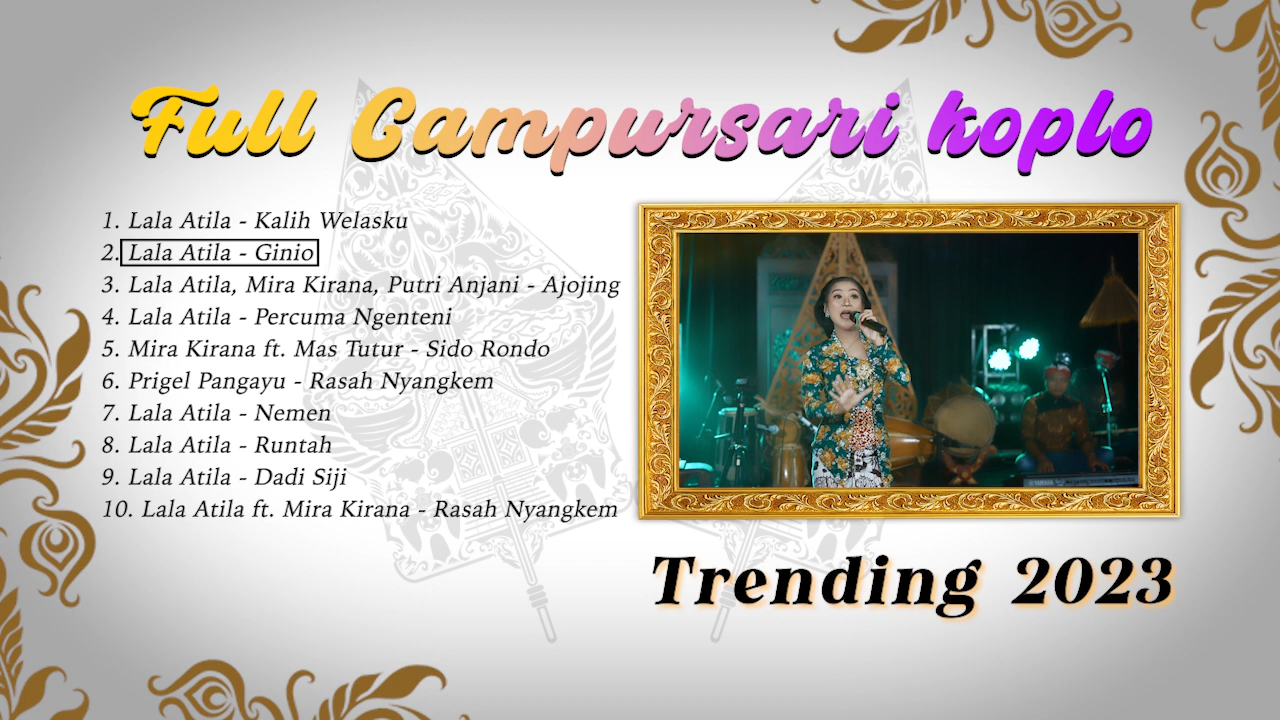 Full Campursari koplo
1. Lala Atila - Kalih Welasku
2. Lala Atila - Ginio
3. Lala Atila, Mira Kirana, Putri Anjani - Ajojing
4. Lala Atila - Percuma Ngenteni
5. Mira Kirana ft. Mas Tutur - Sido Rondo
6. Prigel Pangayu - Rasah Nyangkem
7. Lala Atila - Nemen
8. Lala Atila - Runtah
9. Lala Atila - Dadi Siji
10. Lala Atila ft. Mira Kirana - Rasah Nyangkem
YAMAHA
Trending 2023